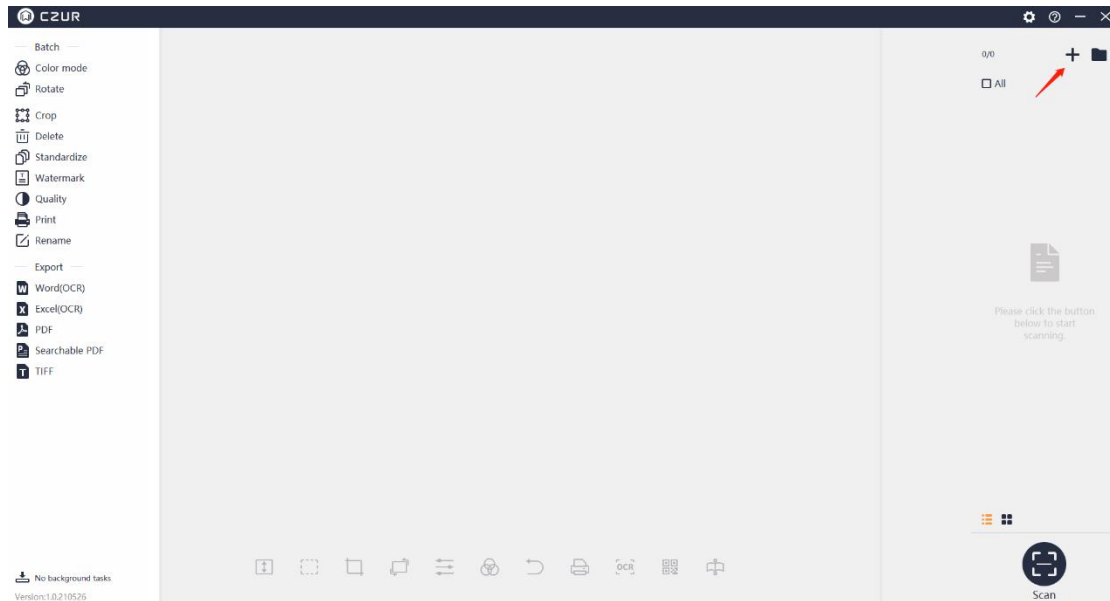 CZUR
Batch
Color mode
Rotate
Crop
Delete
Standardize
Watermark
Quality
Print
Rename
Export
Word(OCR)
Excel(OCR)
PDF
Searchable PDF
TIFF
No background tasks
Version:1.0.210526
OCR
0/0
All
Please click the button
below to start
scanning.
Scan